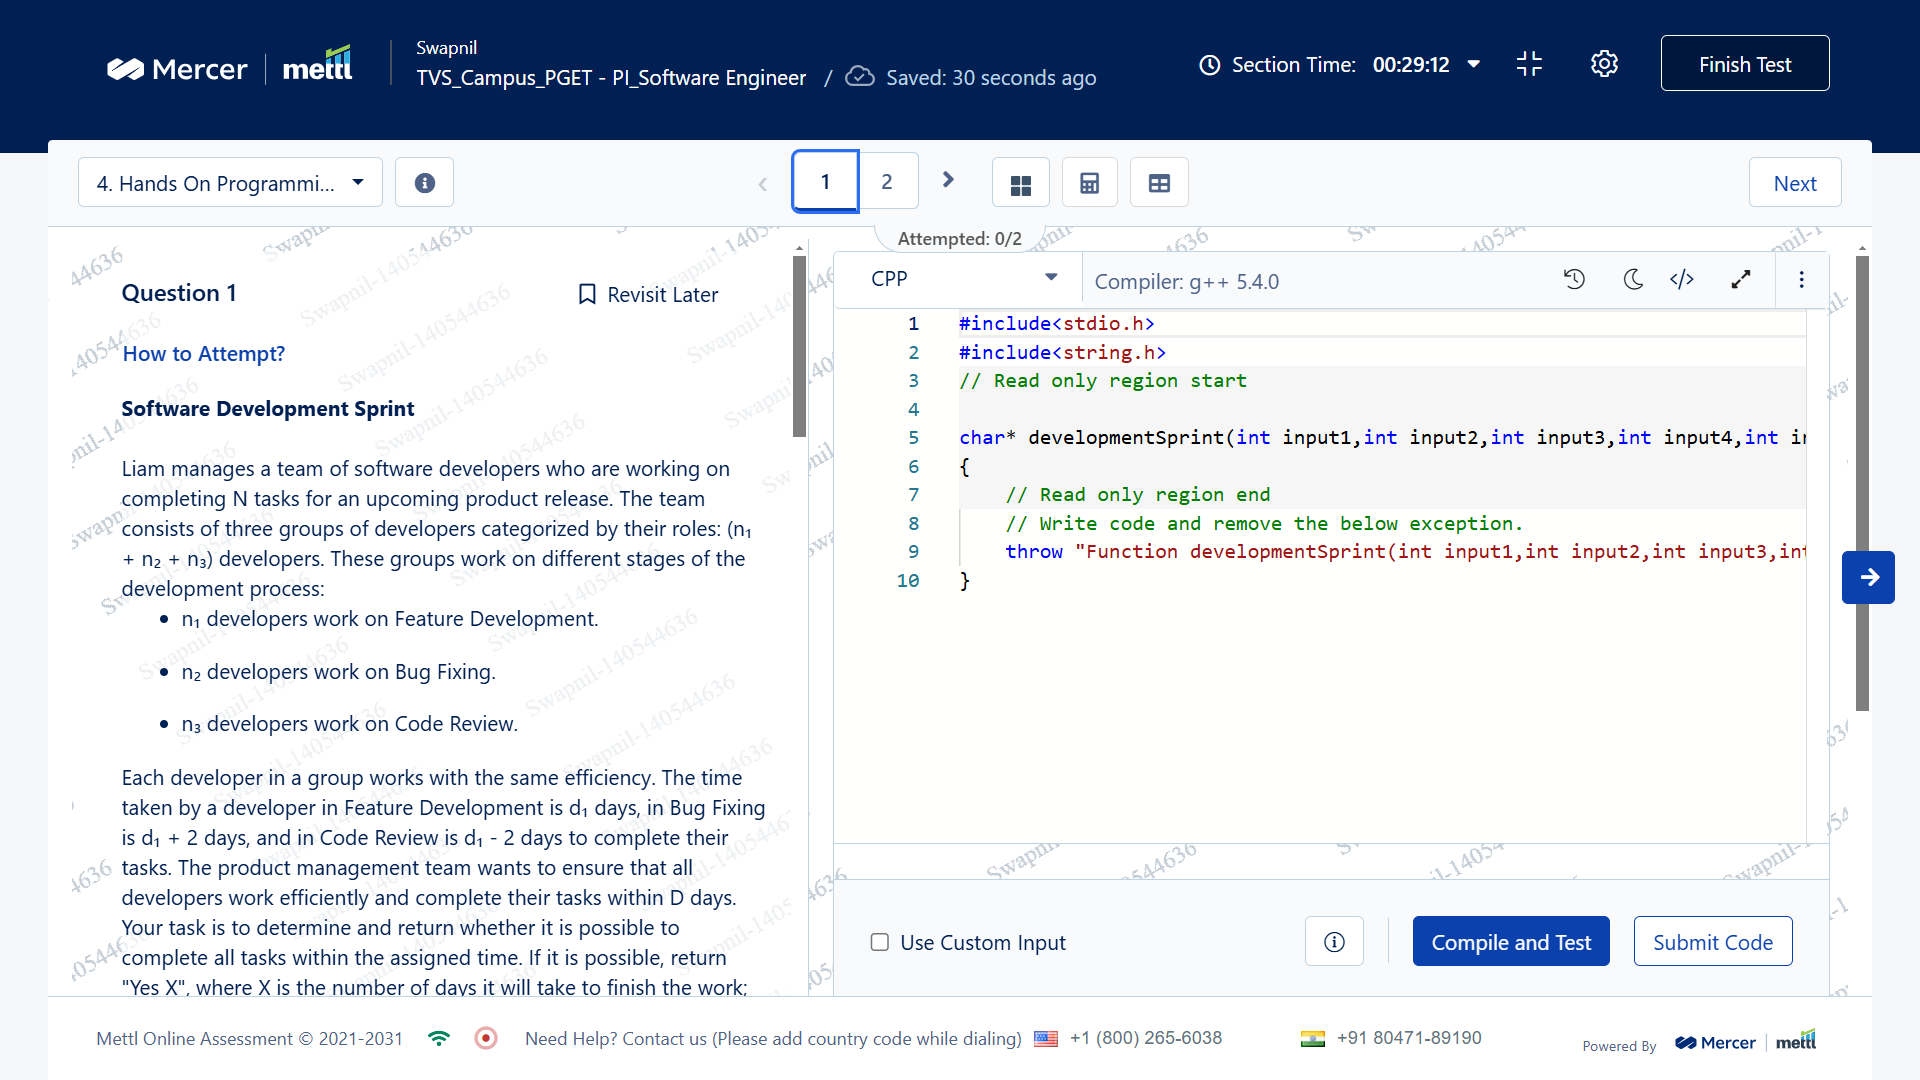 Mercer mettl
Swapnil
TVS_Campus_PGET - PI_Software Engineer / Saved: 30 seconds ago
Section Time: 00:29:12
Finish Test
4. Hands On Programmi...
1
2
Next
Attempted: 0/2
Question 1
Revisit Later
How to Attempt?
Software Development Sprint
Liam manages a team of software developers who are working on
completing N tasks for an upcoming product release. The team
consists of three groups of developers categorized by their roles: (n₁
+ n₂ + n₃) developers. These groups work on different stages of the
development process:
• n₁ developers work on Feature Development.
• n₂ developers work on Bug Fixing.
• n₃ developers work on Code Review.
Each developer in a group works with the same efficiency. The time
taken by a developer in Feature Development is d₁ days, in Bug Fixing
is d₁ + 2 days, and in Code Review is d₁ - 2 days to complete their
tasks. The product management team wants to ensure that all
developers work efficiently and complete their tasks within D days.
Your task is to determine and return whether it is possible to
complete all tasks within the assigned time. If it is possible, return
"Yes X", where X is the number of days it will take to finish the work;
CPP
Compiler: g++ 5.4.0
1 #include<stdio.h>
2 #include<string.h>
3 // Read only region start
4
5 char* developmentSprint(int input1,int input2,int input3,int input4,int in
6 {
7 // Read only region end
8 // Write code and remove the below exception.
9 throw "Function developmentSprint(int input1,int input2,int input3,int
10 }
Use Custom Input
Compile and Test
Submit Code
Swapnil-140544636
Mettl Online Assessment © 2021-2031
Need Help? Contact us (Please add country code while dialing)
+1 (800) 265-6038
+91 80471-89190
Powered By
Mercer mettl